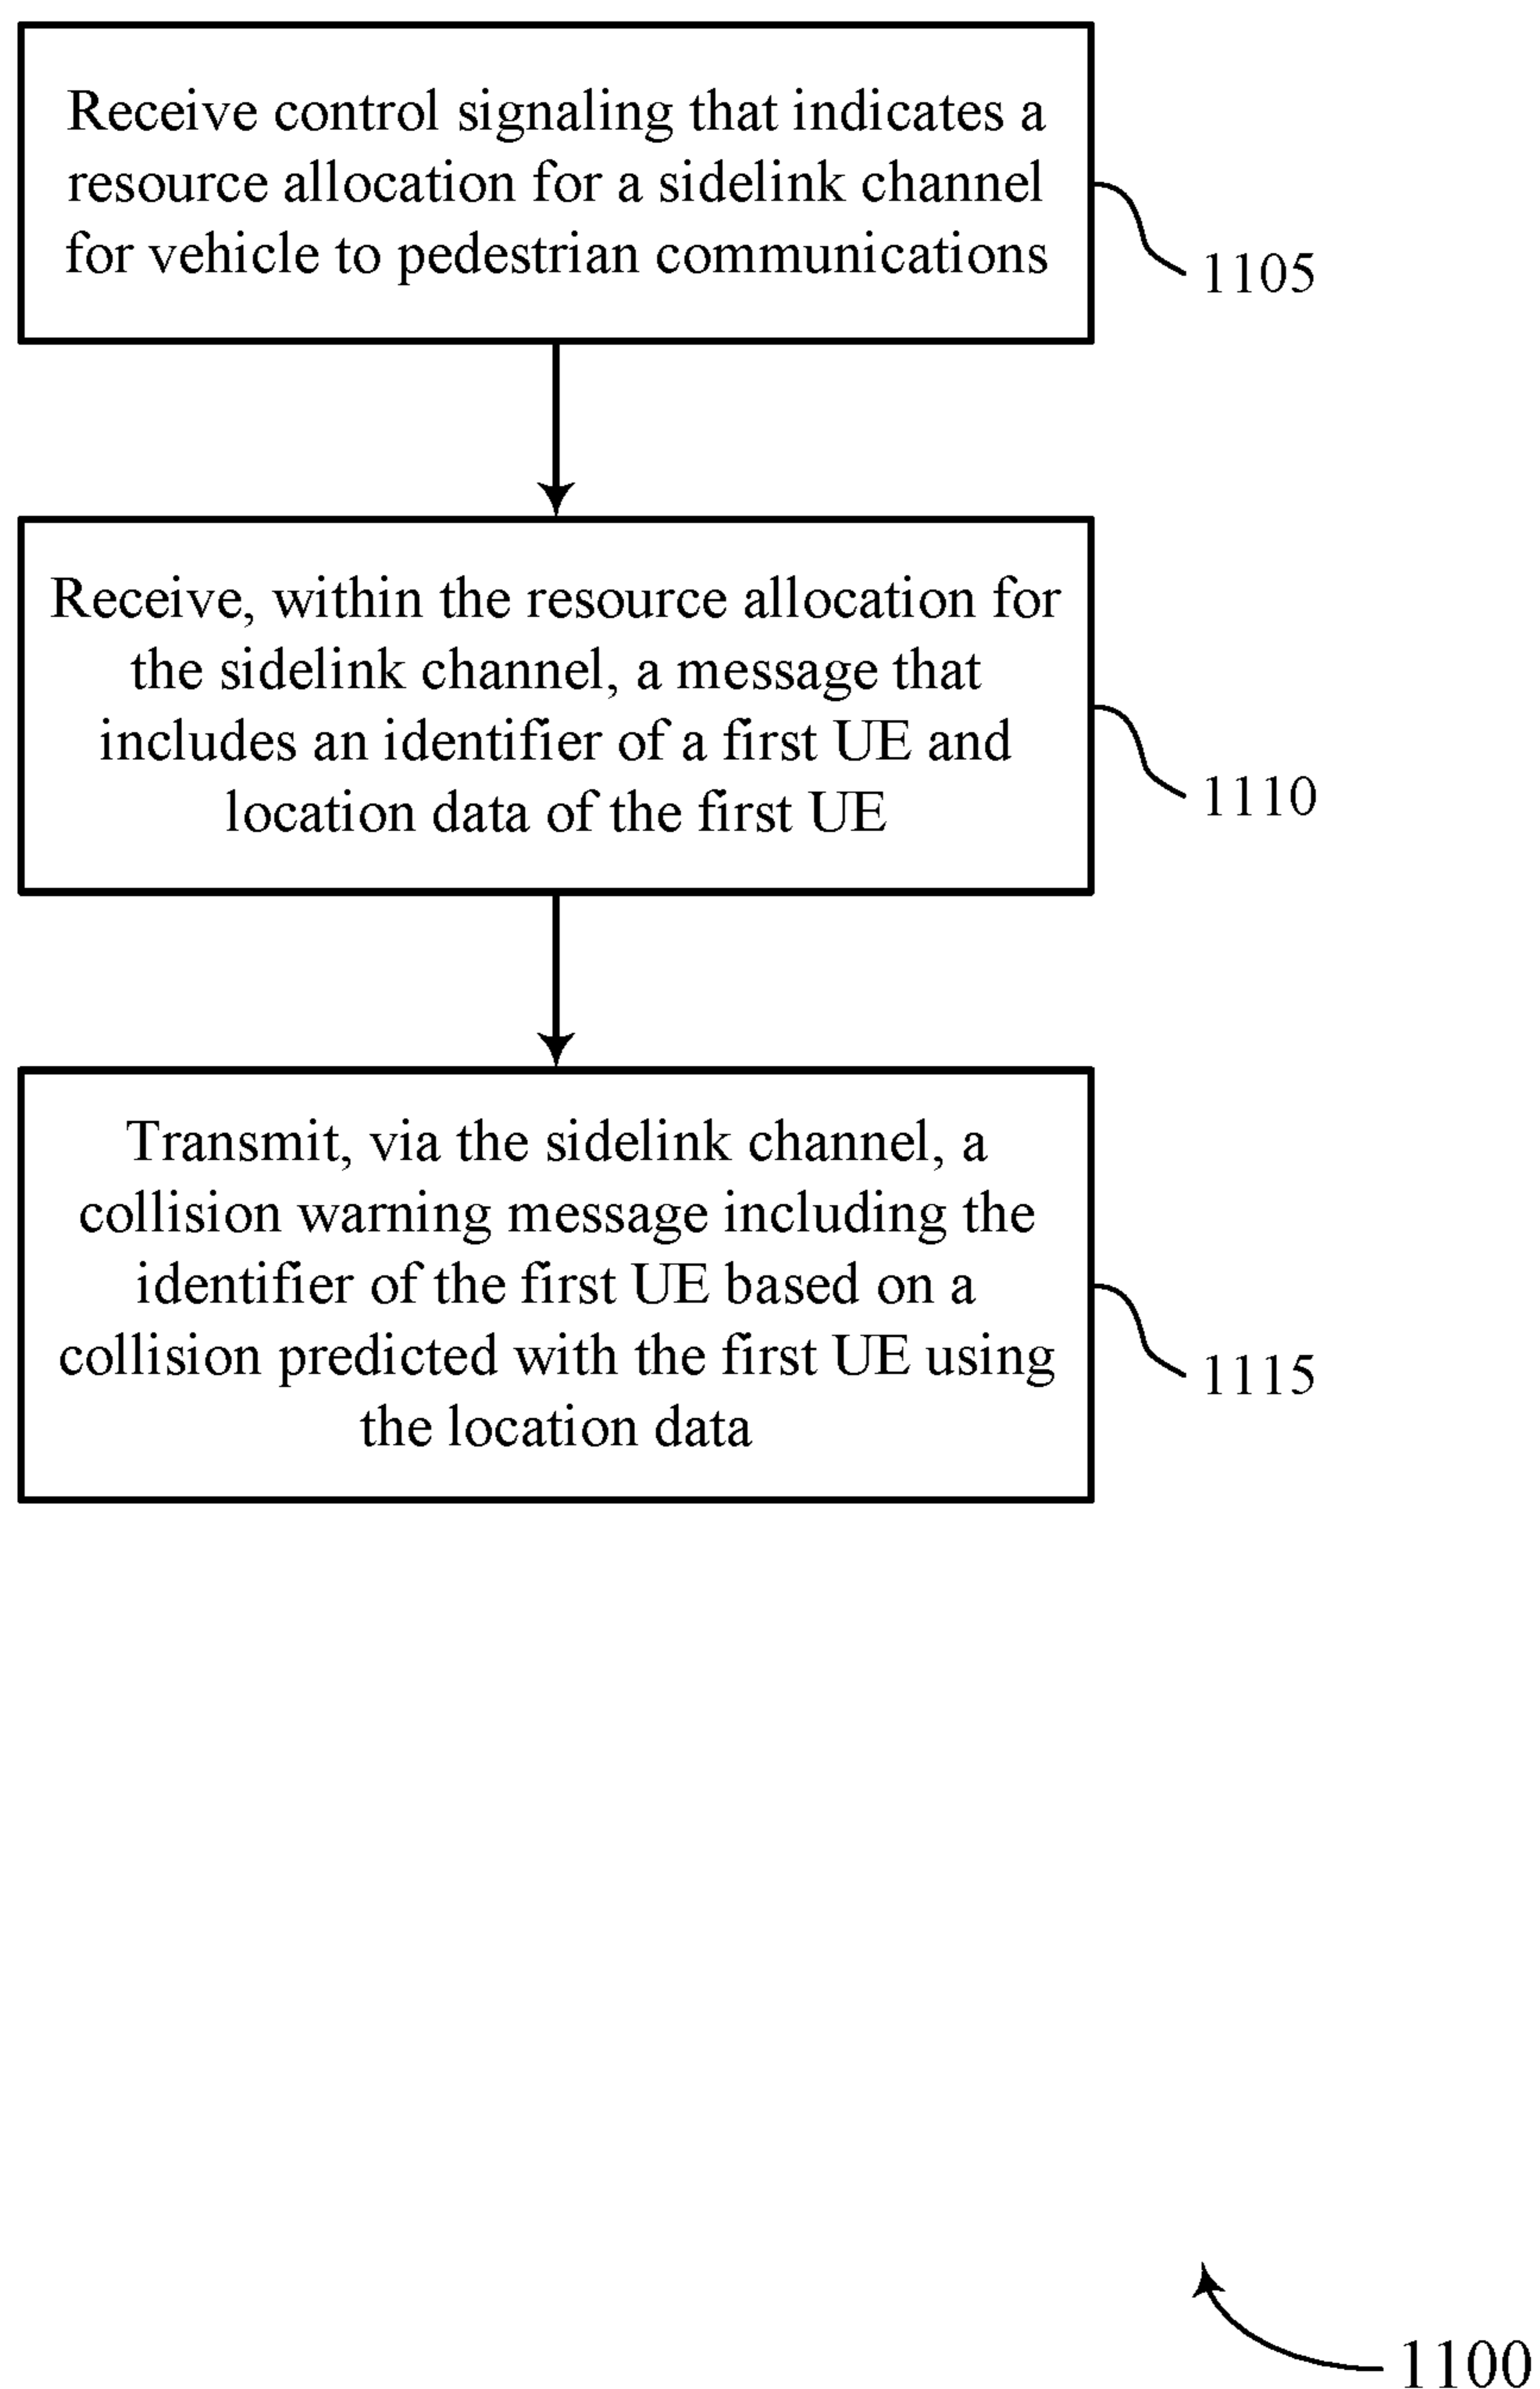 Receive control signaling that indicates a
resource allocation for a sidelink channel
for vehicle to pedestrian communications
1105
Receive, within the resource allocation for
the sidelink channel, a message that
includes an identifier of a first UE and
location data of the first UE
1110
Transmit, via the sidelink channel, a
collision warning message including the
identifier of the first UE based on a
collision predicted with the first UE using
the location data
1115
1100